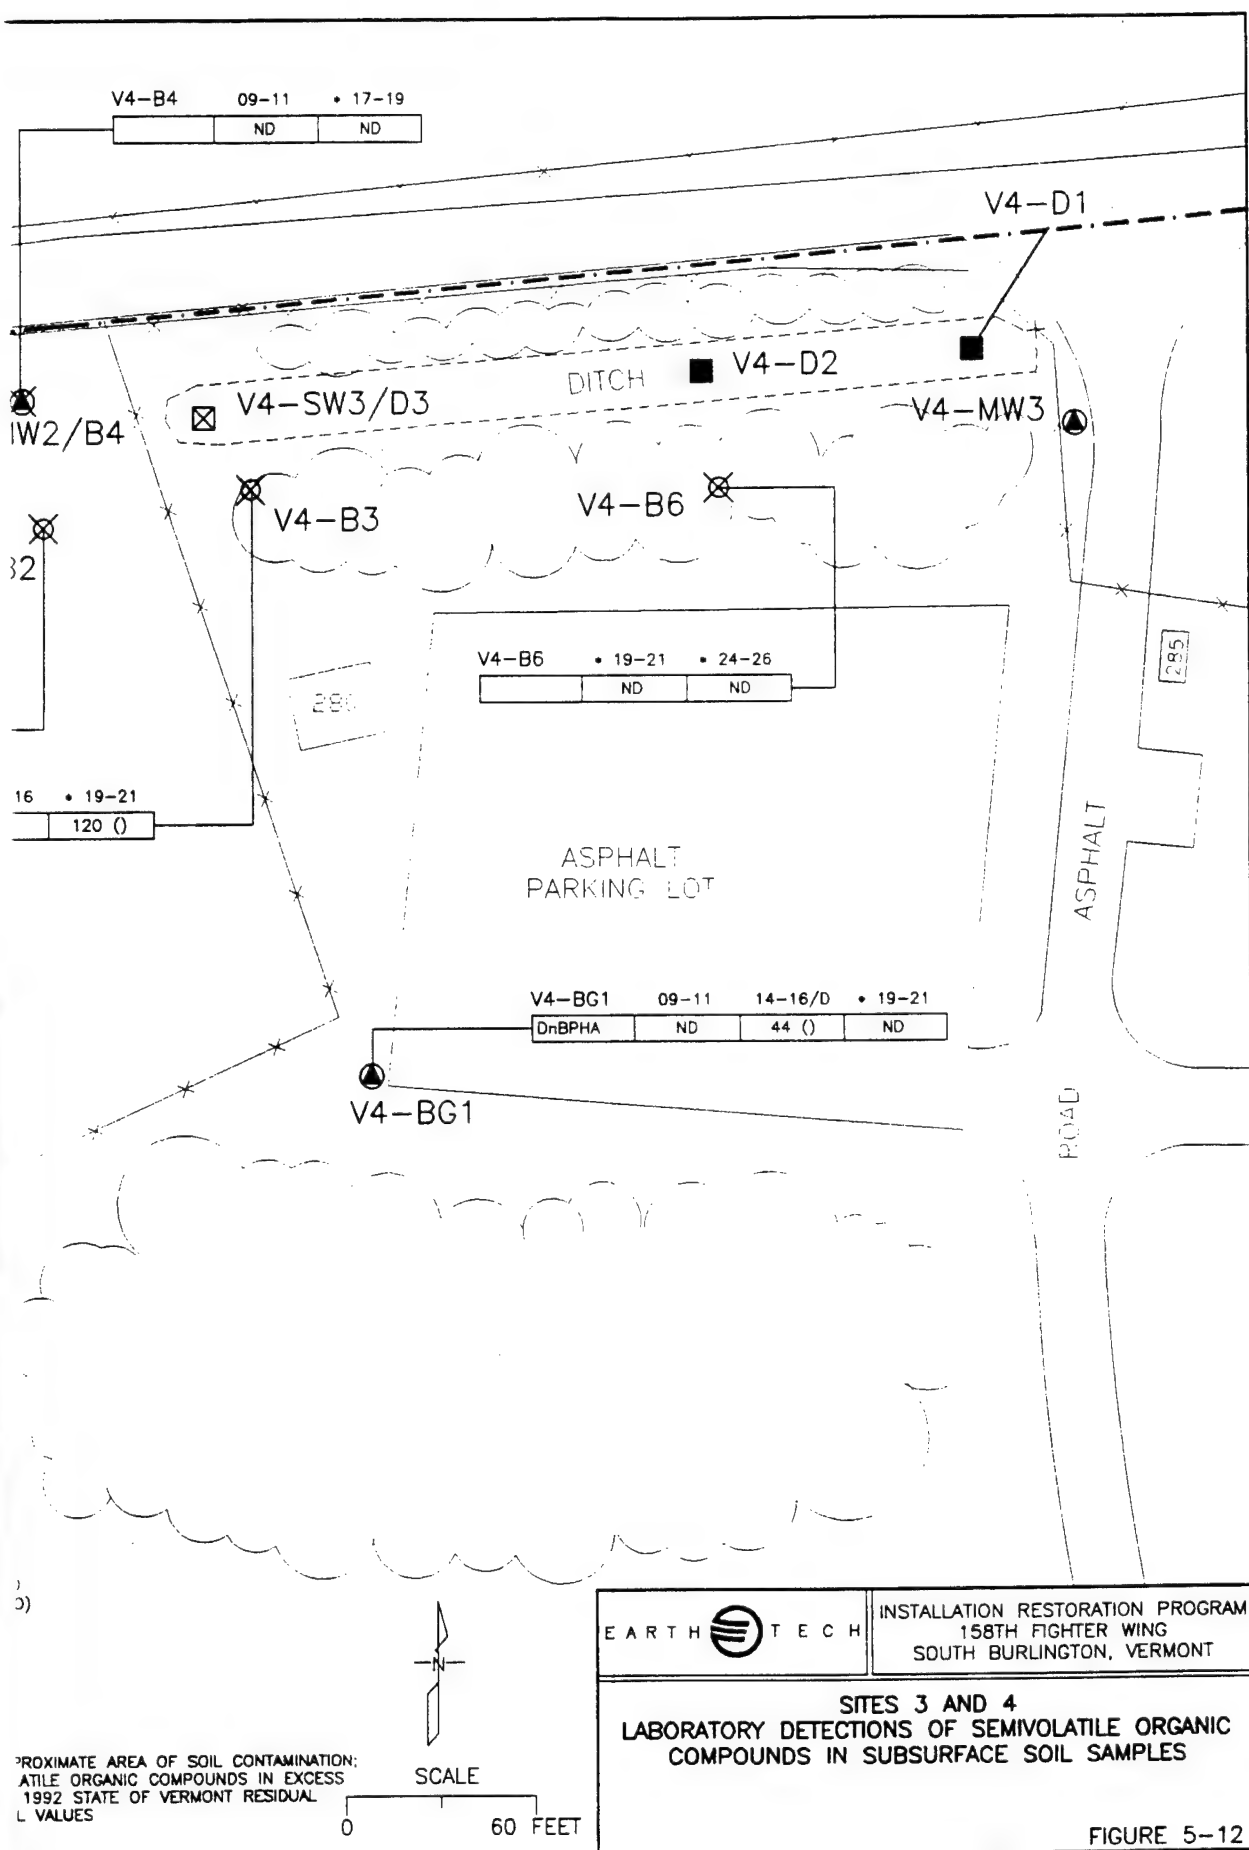 V4-B4 09-11 • 17-19
ND ND
V4-D1
DITCH
V4-D2
V4-SW3/D3
V4-MW3
W2/B4
V4-B3
V4-B6
V4-B6 • 19-21 • 24-26
ND ND
285
16 • 19-21
120 ()
ASPHALT
PARKING LOT
ASPHALT
V4-BG1 09-11 14-16/D • 19-21
DnBPHA ND 44 () ND
V4-BG1
ROAD
N
SCALE
0 60 FEET
PROXIMATE AREA OF SOIL CONTAMINATION;
ATILE ORGANIC COMPOUNDS IN EXCESS
1992 STATE OF VERMONT RESIDUAL
L VALUES
EARTH TECH
INSTALLATION RESTORATION PROGRAM
158TH FIGHTER WING
SOUTH BURLINGTON, VERMONT
SITES 3 AND 4
LABORATORY DETECTIONS OF SEMIVOLATILE ORGANIC
COMPOUNDS IN SUBSURFACE SOIL SAMPLES
FIGURE 5-12